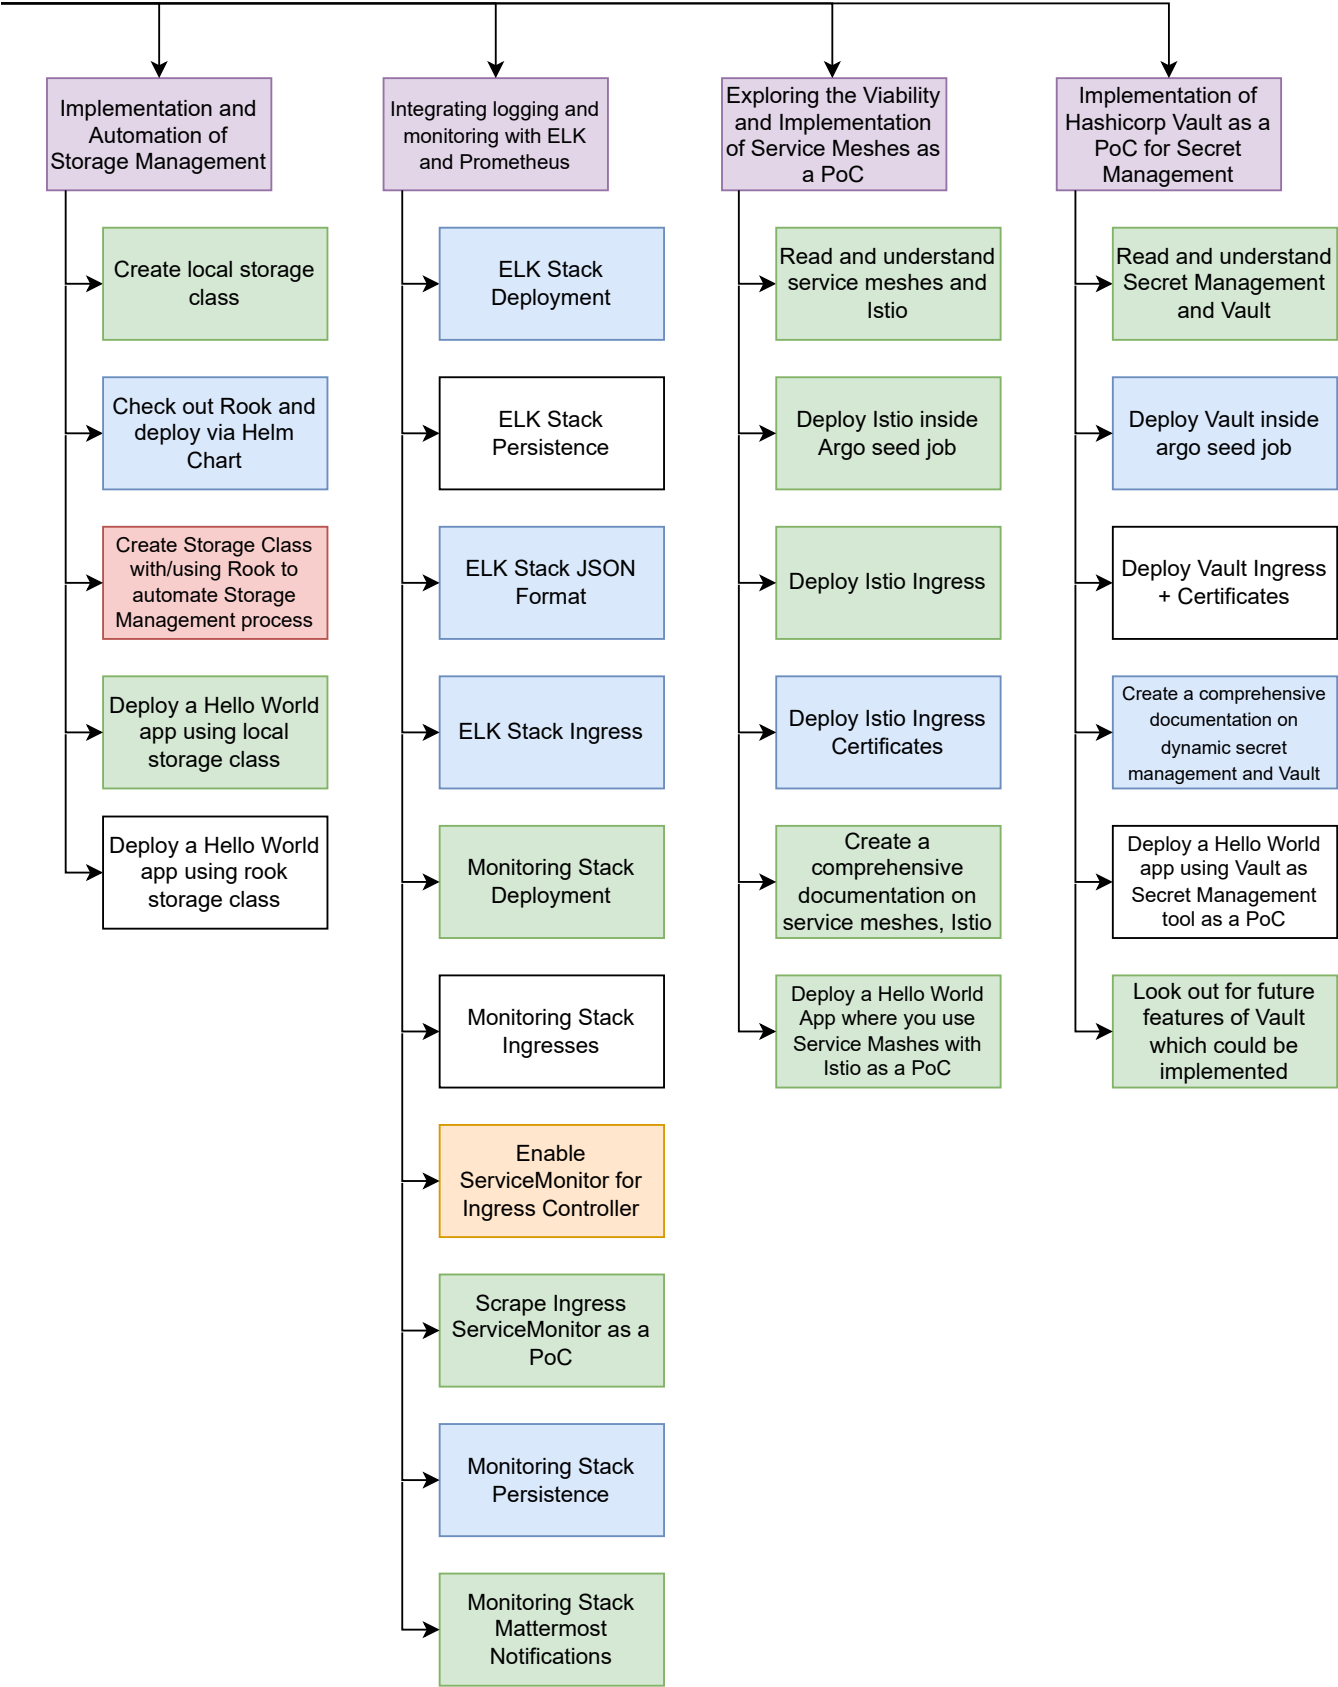 Implementation and
Automation of
Storage Management
Create local storage
class
Check out Rook and
deploy via Helm
Chart
Create Storage Class
with/using Rook to
automate Storage
Management process
Deploy a Hello World
app using local
storage class
Deploy a Hello World
app using rook
storage class
Integrating logging and
monitoring with ELK
and Prometheus
ELK Stack
Deployment
ELK Stack
Persistence
ELK Stack JSON
Format
ELK Stack Ingress
Monitoring Stack
Deployment
Monitoring Stack
Ingresses
Enable
ServiceMonitor for
Ingress Controller
Scrape Ingress
ServiceMonitor as a
PoC
Monitoring Stack
Persistence
Monitoring Stack
Mattermost
Notifications
Exploring the Viability
and Implementation
of Service Meshes as
a PoC
Read and understand
service meshes and
Istio
Deploy Istio inside
Argo seed job
Deploy Istio Ingress
Deploy Istio Ingress
Certificates
Create a
comprehensive
documentation on
service meshes, Istio
Deploy a Hello World
App where you use
Service Mashes with
Istio as a PoC
Implementation of
Hashicorp Vault as a
PoC for Secret
Management
Read and understand
Secret Management
and Vault
Deploy Vault inside
argo seed job
Deploy Vault Ingress
+ Certificates
Create a comprehensive
documentation on
dynamic secret
management and Vault
Deploy a Hello World
app using Vault as
Secret Management
tool as a PoC
Look out for future
features of Vault
which could be
implemented